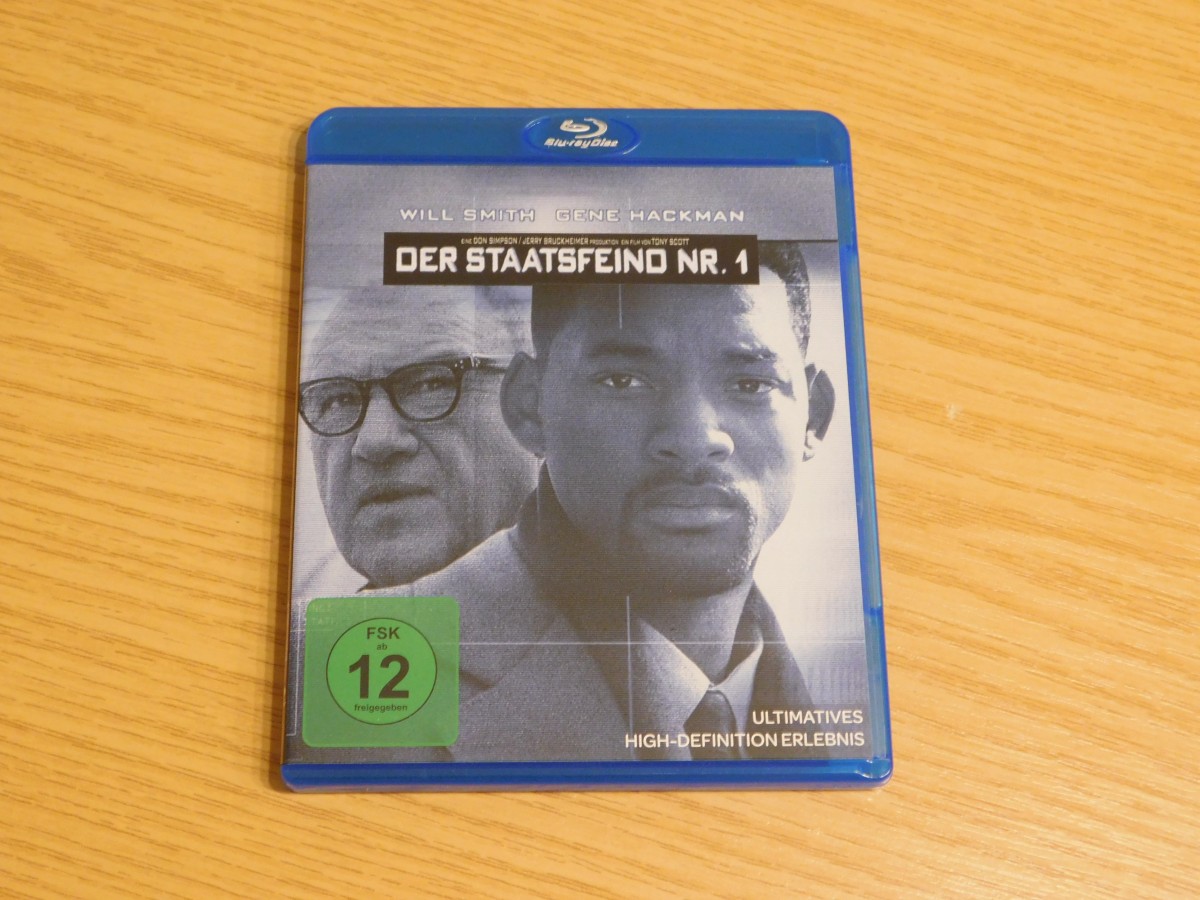 Blu-ray Disc
WILL SMITH GENE HACKMAN
EINE DON SIMPSON / JERRY BRUCKHEIMER PRODUKTION EIN FILM VON TONY SCOTT
DER STAATSFEIND NR. 1
FSK
ab
12
freigegeben
ULTIMATIVES
HIGH-DEFINITION ERLEBNIS